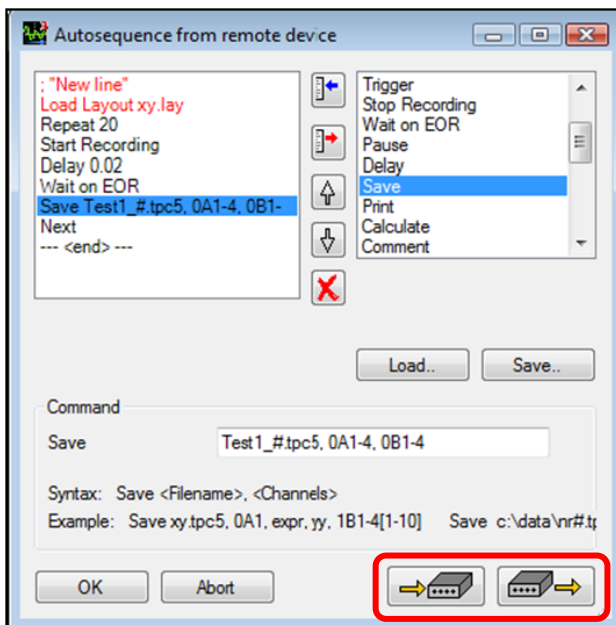 Autosequence from remote device
; "New line"
Load Layout xy.lay
Repeat 20
Start Recording
Delay 0.02
Wait on EOR
Save Test1_#.tpc5, 0A1-4, 0B1-
Next
--- <end> ---
Trigger
Stop Recording
Wait on EOR
Pause
Delay
Save
Print
Calculate
Comment
Load..
Save..
Command
Save
Test1_#.tpc5, 0A1-4, 0B1-4
Syntax: Save <Filename>, <Channels>
Example: Save xy.tpc5, 0A1, expr, yy, 1B1-4[1-10] Save c:\data\nr#.tp
OK
Abort